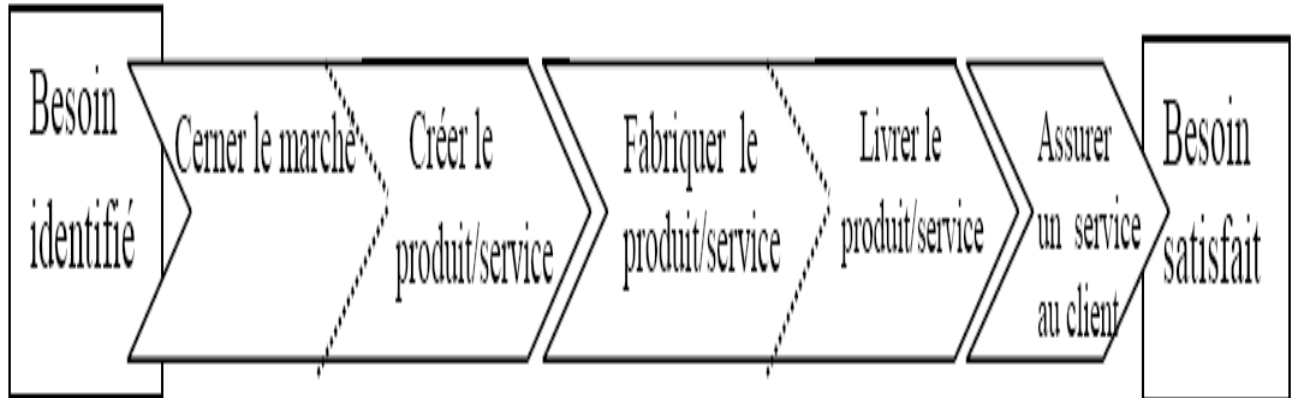 Besoin
identifié
Cerner le marché
Créer le
produit/service
Fabriquer le
produit/service
Livrer le
produit/service
Assurer
un service
au client
Besoin
satisfait